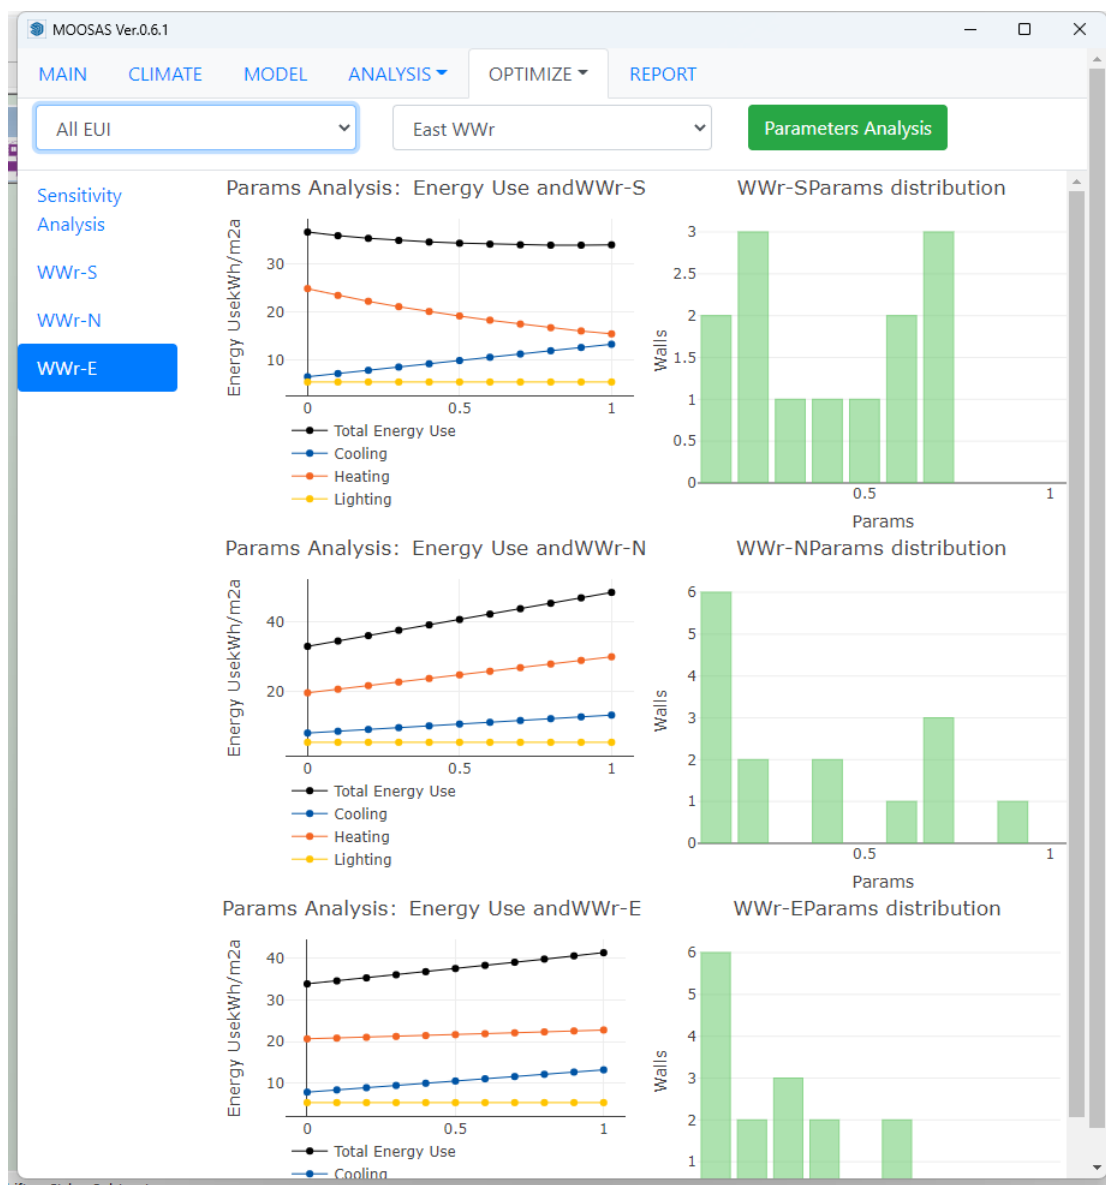 MOOSAS Ver.0.6.1
MAIN CLIMATE MODEL ANALYSIS OPTIMIZE REPORT
All EUI East WWr Parameters Analysis
Sensitivity
Analysis
WWr-S
WWr-N
WWr-E
Params Analysis: Energy Use andWWr-S
Energy UsekWh/m2a
30
20
10
0 0.5 1
Total Energy Use
Cooling
Heating
Lighting
WWr-SParams distribution
Walls
3
2.5
2
1.5
1
0.5
0
0.5 1
Params
Params Analysis: Energy Use andWWr-N
Energy UsekWh/m2a
40
20
0 0.5 1
Total Energy Use
Cooling
Heating
Lighting
WWr-NParams distribution
Walls
6
5
4
3
2
1
0
0.5 1
Params
Params Analysis: Energy Use andWWr-E
Energy UsekWh/m2a
40
30
20
10
0 0.5 1
Total Energy Use
Cooling
WWr-EParams distribution
Walls
6
5
4
3
2
1